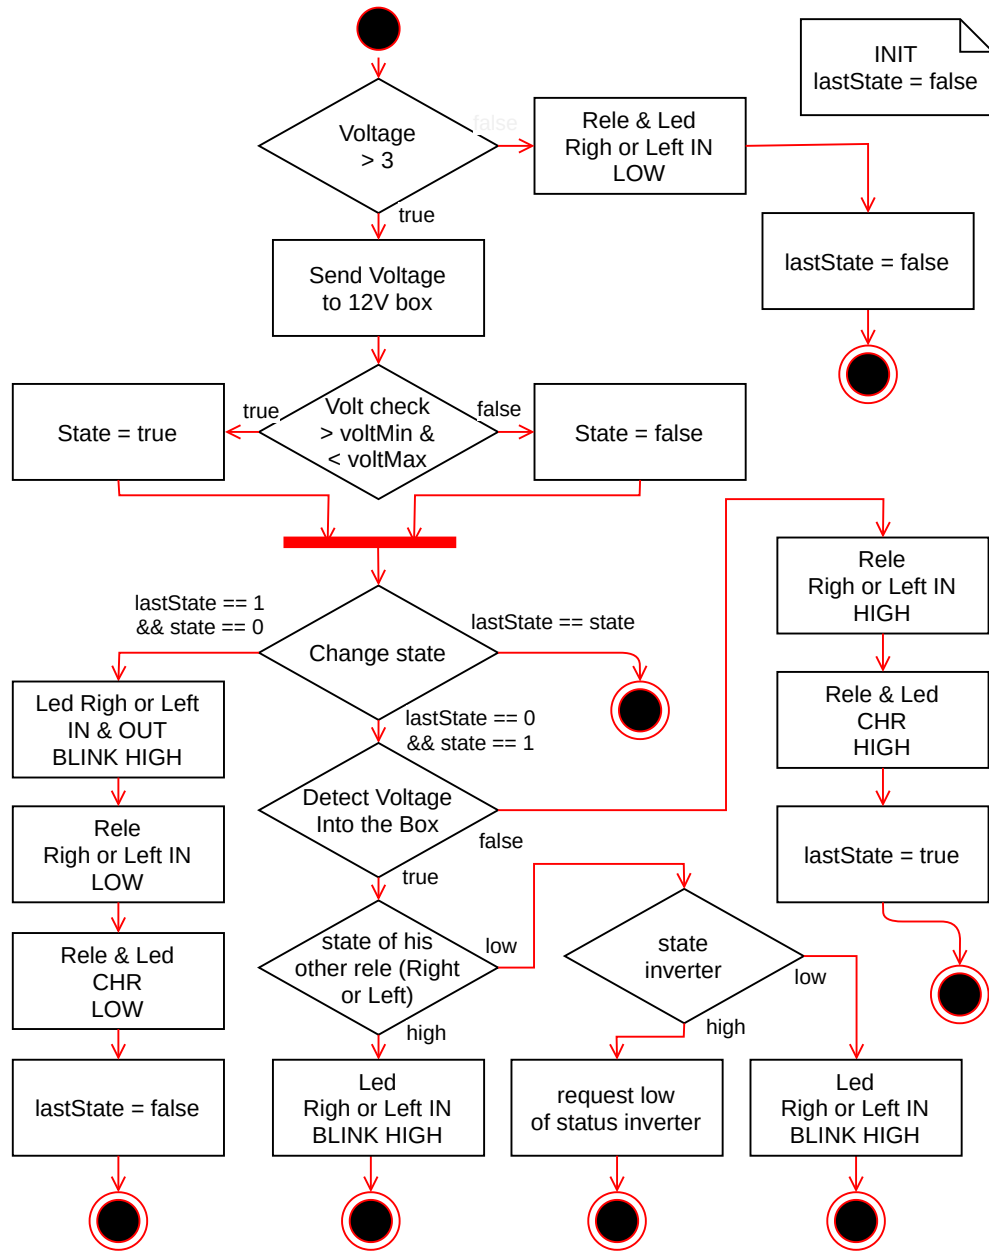 INIT
lastState = false
Voltage
> 3
false
Rele & Led
Righ or Left IN
LOW
true
lastState = false
Send Voltage
to 12V box
State = true
true
Volt check
> voltMin &
< voltMax
false
State = false
lastState == 1
&& state == 0
Change state
lastState == state
Rele
Righ or Left IN
HIGH
Led Righ or Left
IN & OUT
BLINK HIGH
lastState == 0
&& state == 1
Rele & Led
CHR
HIGH
Detect Voltage
Into the Box
false
true
Rele
Righ or Left IN
LOW
lastState = true
state of his
other rele (Right
or Left)
low
high
state
inverter
low
high
Rele & Led
CHR
LOW
lastState = false
Led
Righ or Left IN
BLINK HIGH
request low
of status inverter
Led
Righ or Left IN
BLINK HIGH